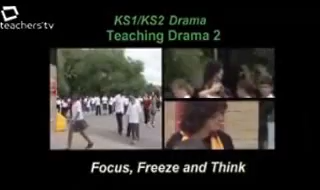 teachers'tv
KS1/KS2 Drama
Teaching Drama 2
Focus, Freeze and Think